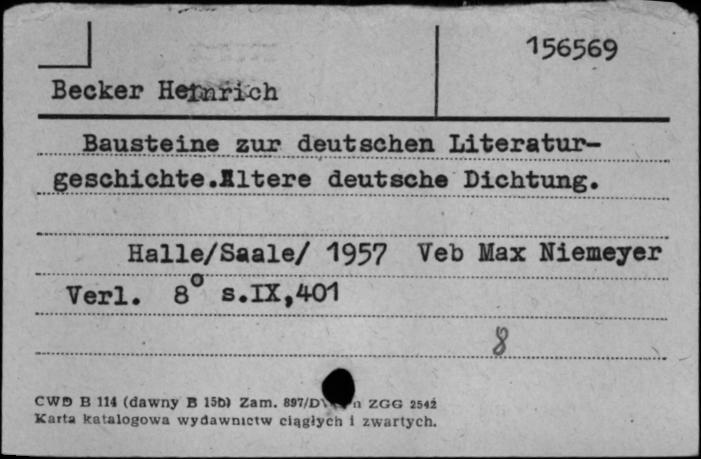 156569
Becker Heinrich
Bausteine zur deutschen Literatur-
geschichte.Altere deutsche Dichtung.
Halle/Saale/ 1957 Veb Max Niemeyer
Verl. 8° s.IX,401
8
CWD B 114 (dawny B 15b) Zam. 897/D ZGG 2542
Karta katalogowa wydawnictw ciągłych i zwartych.